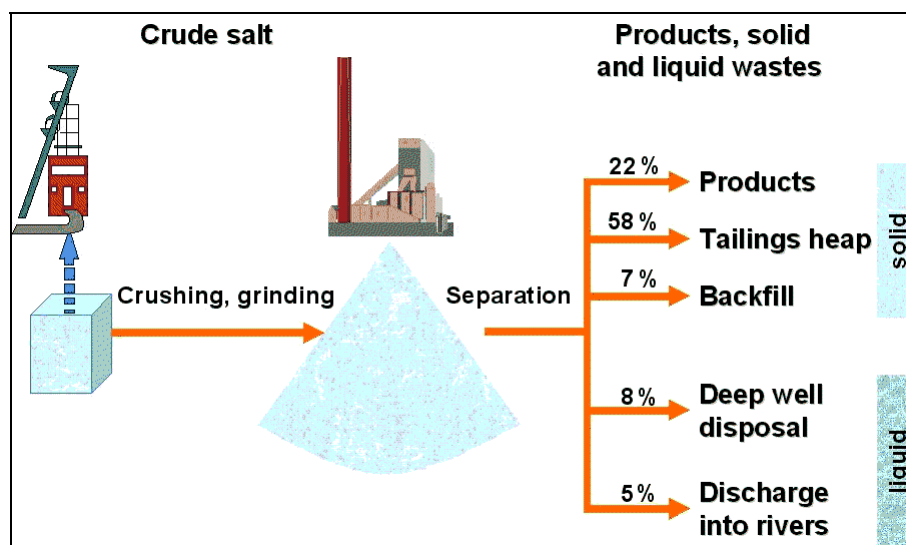 Crude salt
Products, solid
and liquid wastes
Crushing, grinding
Separation
22 %
Products
58 %
Tailings heap
7 %
Backfill
solid
8 %
Deep well
disposal
5 %
Discharge
into rivers
liquid